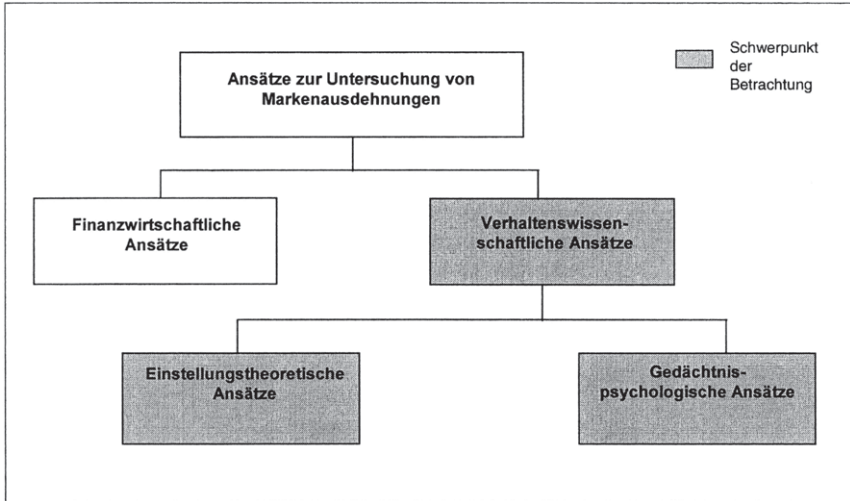 Schwerpunkt
der
Betrachtung
Ansätze zur Untersuchung von
Markenausdehnungen
Finanzwirtschaftliche
Ansätze
Verhaltenswissen-
schaftliche Ansätze
Einstellungstheoretische
Ansätze
Gedächtnis-
psychologische Ansätze